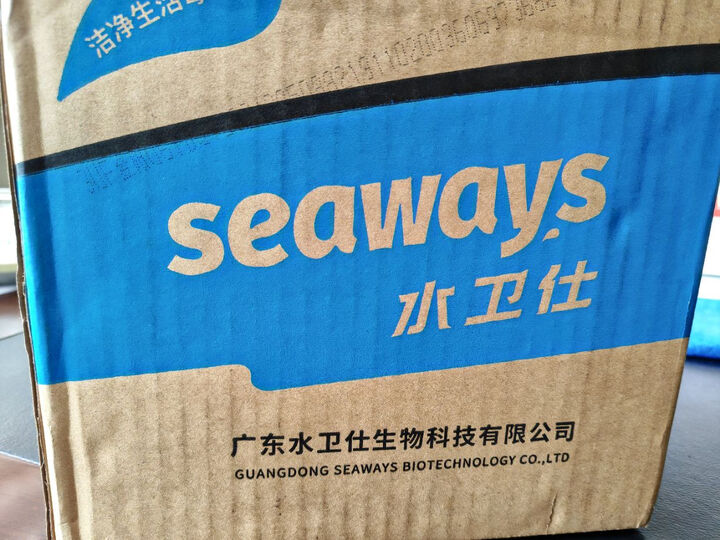 洁净生活
seaways
水卫仕
广东水卫仕生物科技有限公司
GUANGDONG SEAWAYS BIOTECHNOLOGY CO.,LTD